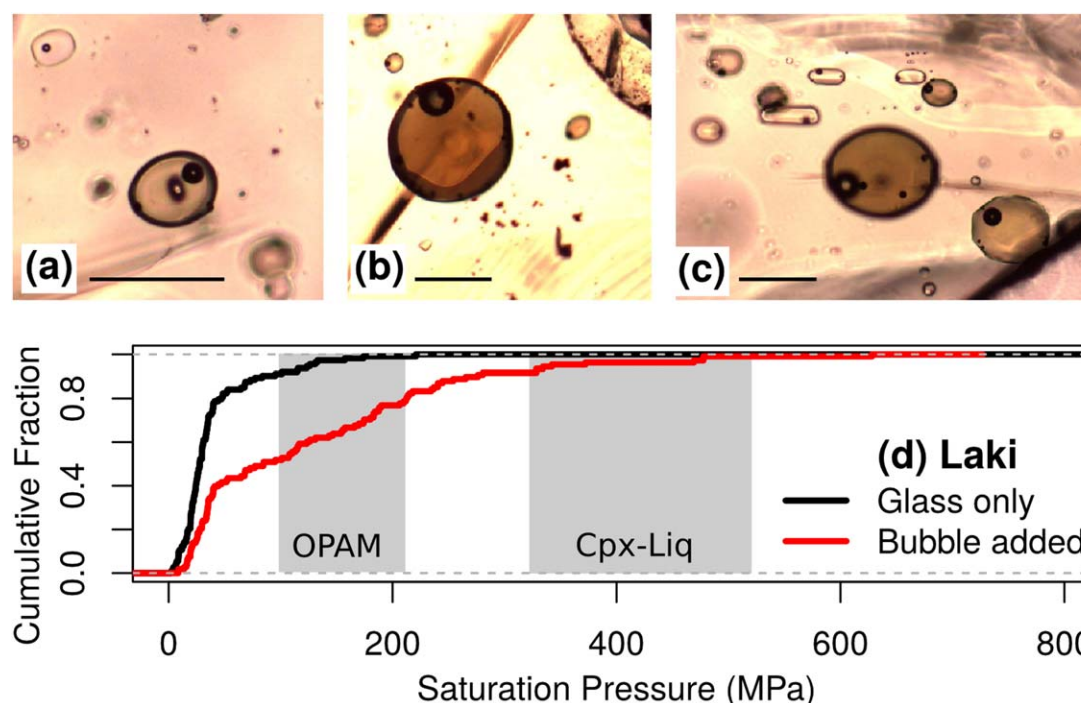 (a)
(b)
(c)
Cumulative Fraction
0.8
0.4
0.0
OPAM
Cpx-Liq
(d) Laki
Glass only
Bubble added
0
200
400
600
800
Saturation Pressure (MPa)